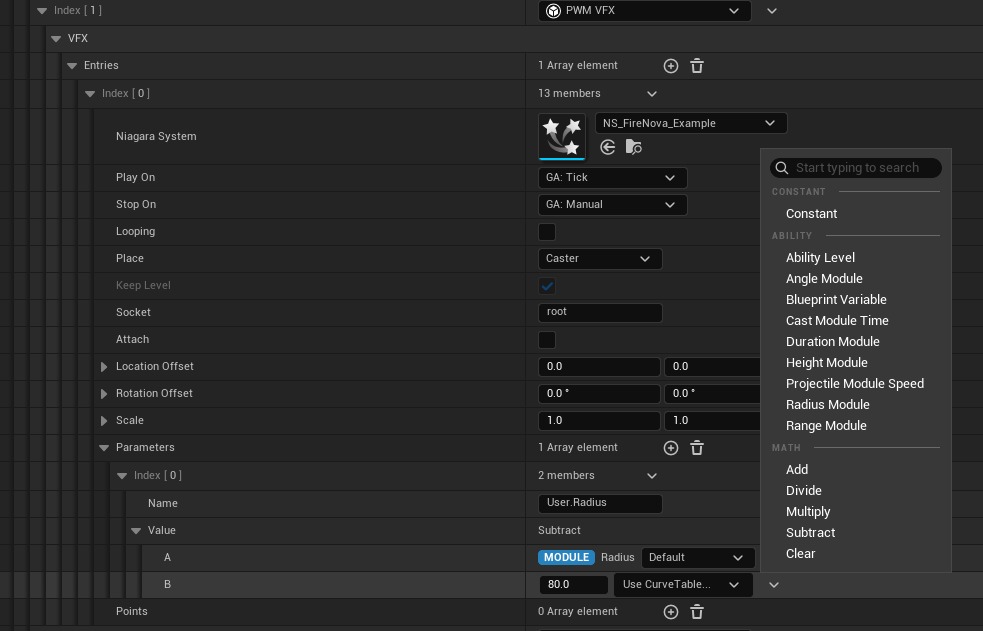 Index [ 1 ] PWM VFX
VFX
Entries 1 Array element
Index [ 0 ] 13 members
Niagara System NS_FireNova_Example
Play On GA: Tick
Stop On GA: Manual
Looping
Place Caster
Keep Level
Socket root
Attach
Location Offset 0.0 0.0
Rotation Offset 0.0 ° 0.0 °
Scale 1.0 1.0
Parameters 1 Array element
Index [ 0 ] 2 members
Name User.Radius
Value Subtract
A MODULE Radius Default
B 80.0 Use CurveTable...
Points 0 Array element
Start typing to search
CONSTANT
Constant
ABILITY
Ability Level
Angle Module
Blueprint Variable
Cast Module Time
Duration Module
Height Module
Projectile Module Speed
Radius Module
Range Module
MATH
Add
Divide
Multiply
Subtract
Clear